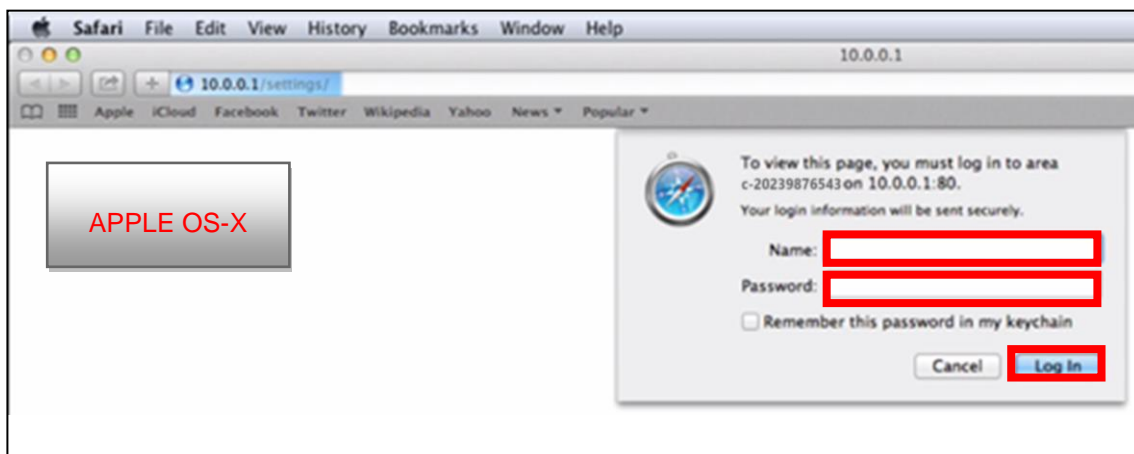 Safari File Edit View History Bookmarks Window Help
10.0.0.1
10.0.0.1/settings/
Apple iCloud Facebook Twitter Wikipedia Yahoo News Popular
APPLE OS-X
To view this page, you must log in to area
c-20239876543 on 10.0.0.1:80.
Your login information will be sent securely.
Name:
Password:
Remember this password in my keychain
Cancel Log In